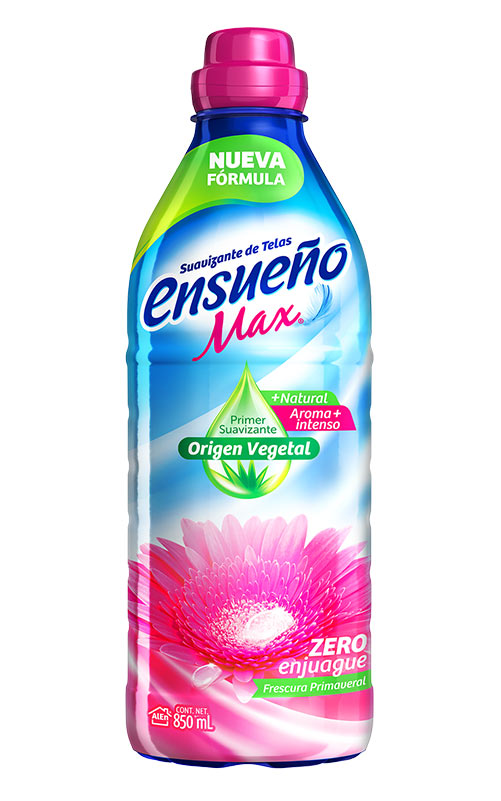 NUEVA
FÓRMULA
Suavizante de Telas
ensueño
Max®
+Natural
Aroma+
intenso
Primer
Suavizante
Origen Vegetal
ZERO
enjuague
Frescura Primaveral
AlEn
CONT. NET.
850 mL